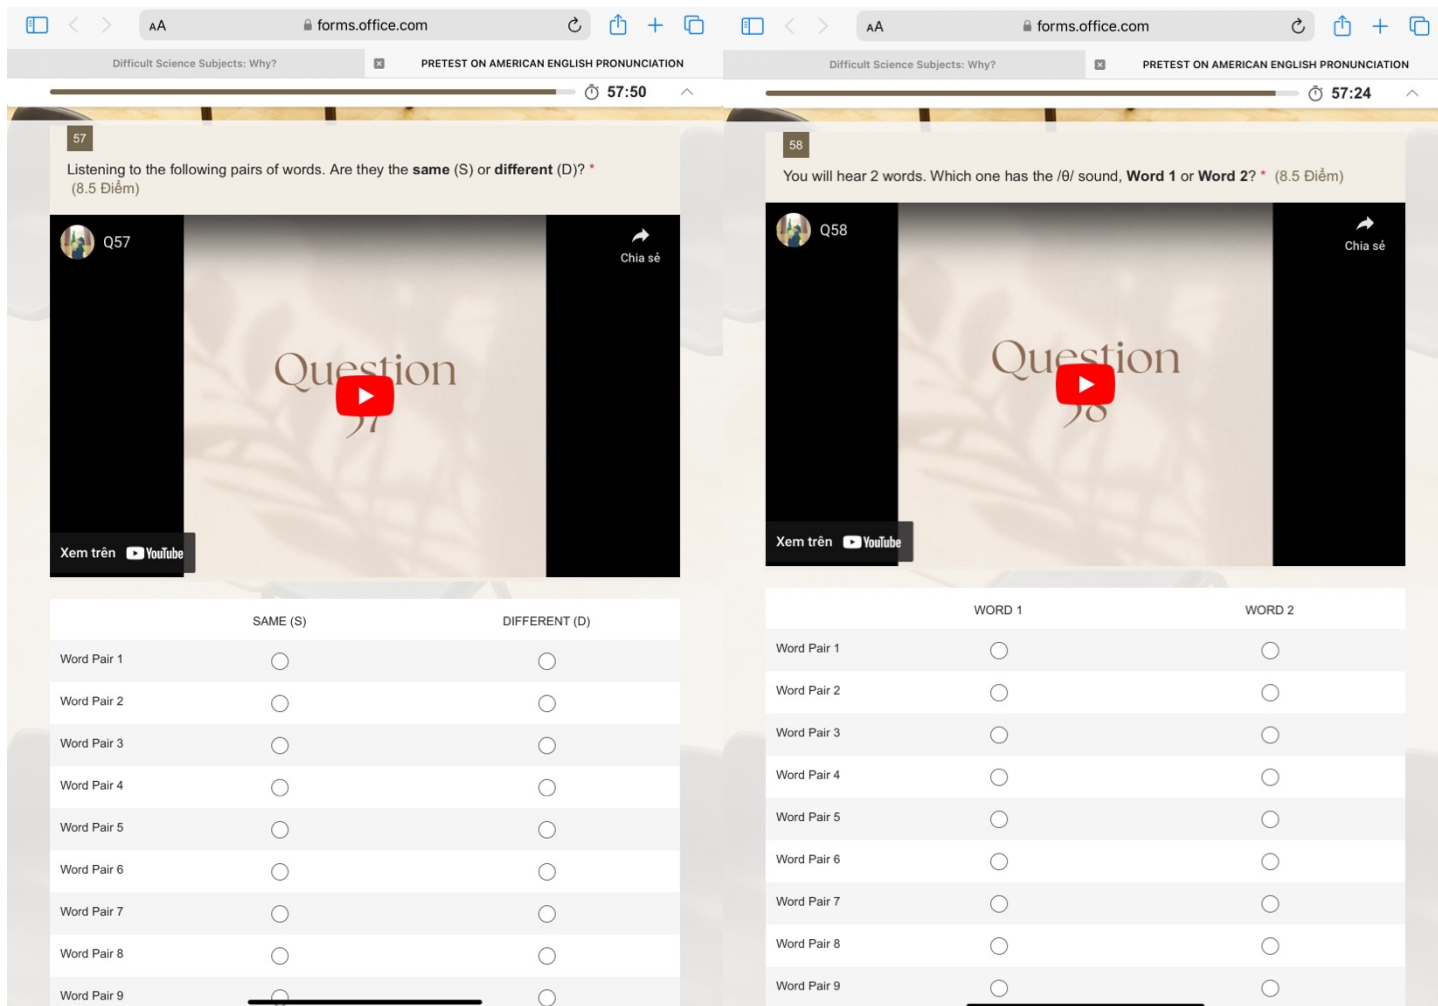 AA
forms.office.com
Difficult Science Subjects: Why?
PRETEST ON AMERICAN ENGLISH PRONUNCIATION
57:50
57
Listening to the following pairs of words. Are they the same (S) or different (D)? *
(8.5 Điểm)
Q57
Chia sẻ
Question
57
Xem trên YouTube
SAME (S) DIFFERENT (D)
Word Pair 1
Word Pair 2
Word Pair 3
Word Pair 4
Word Pair 5
Word Pair 6
Word Pair 7
Word Pair 8
Word Pair 9
AA
forms.office.com
Difficult Science Subjects: Why?
PRETEST ON AMERICAN ENGLISH PRONUNCIATION
57:24
58
You will hear 2 words. Which one has the /θ/ sound, Word 1 or Word 2? * (8.5 Điểm)
Q58
Chia sẻ
Question
58
Xem trên YouTube
WORD 1 WORD 2
Word Pair 1
Word Pair 2
Word Pair 3
Word Pair 4
Word Pair 5
Word Pair 6
Word Pair 7
Word Pair 8
Word Pair 9